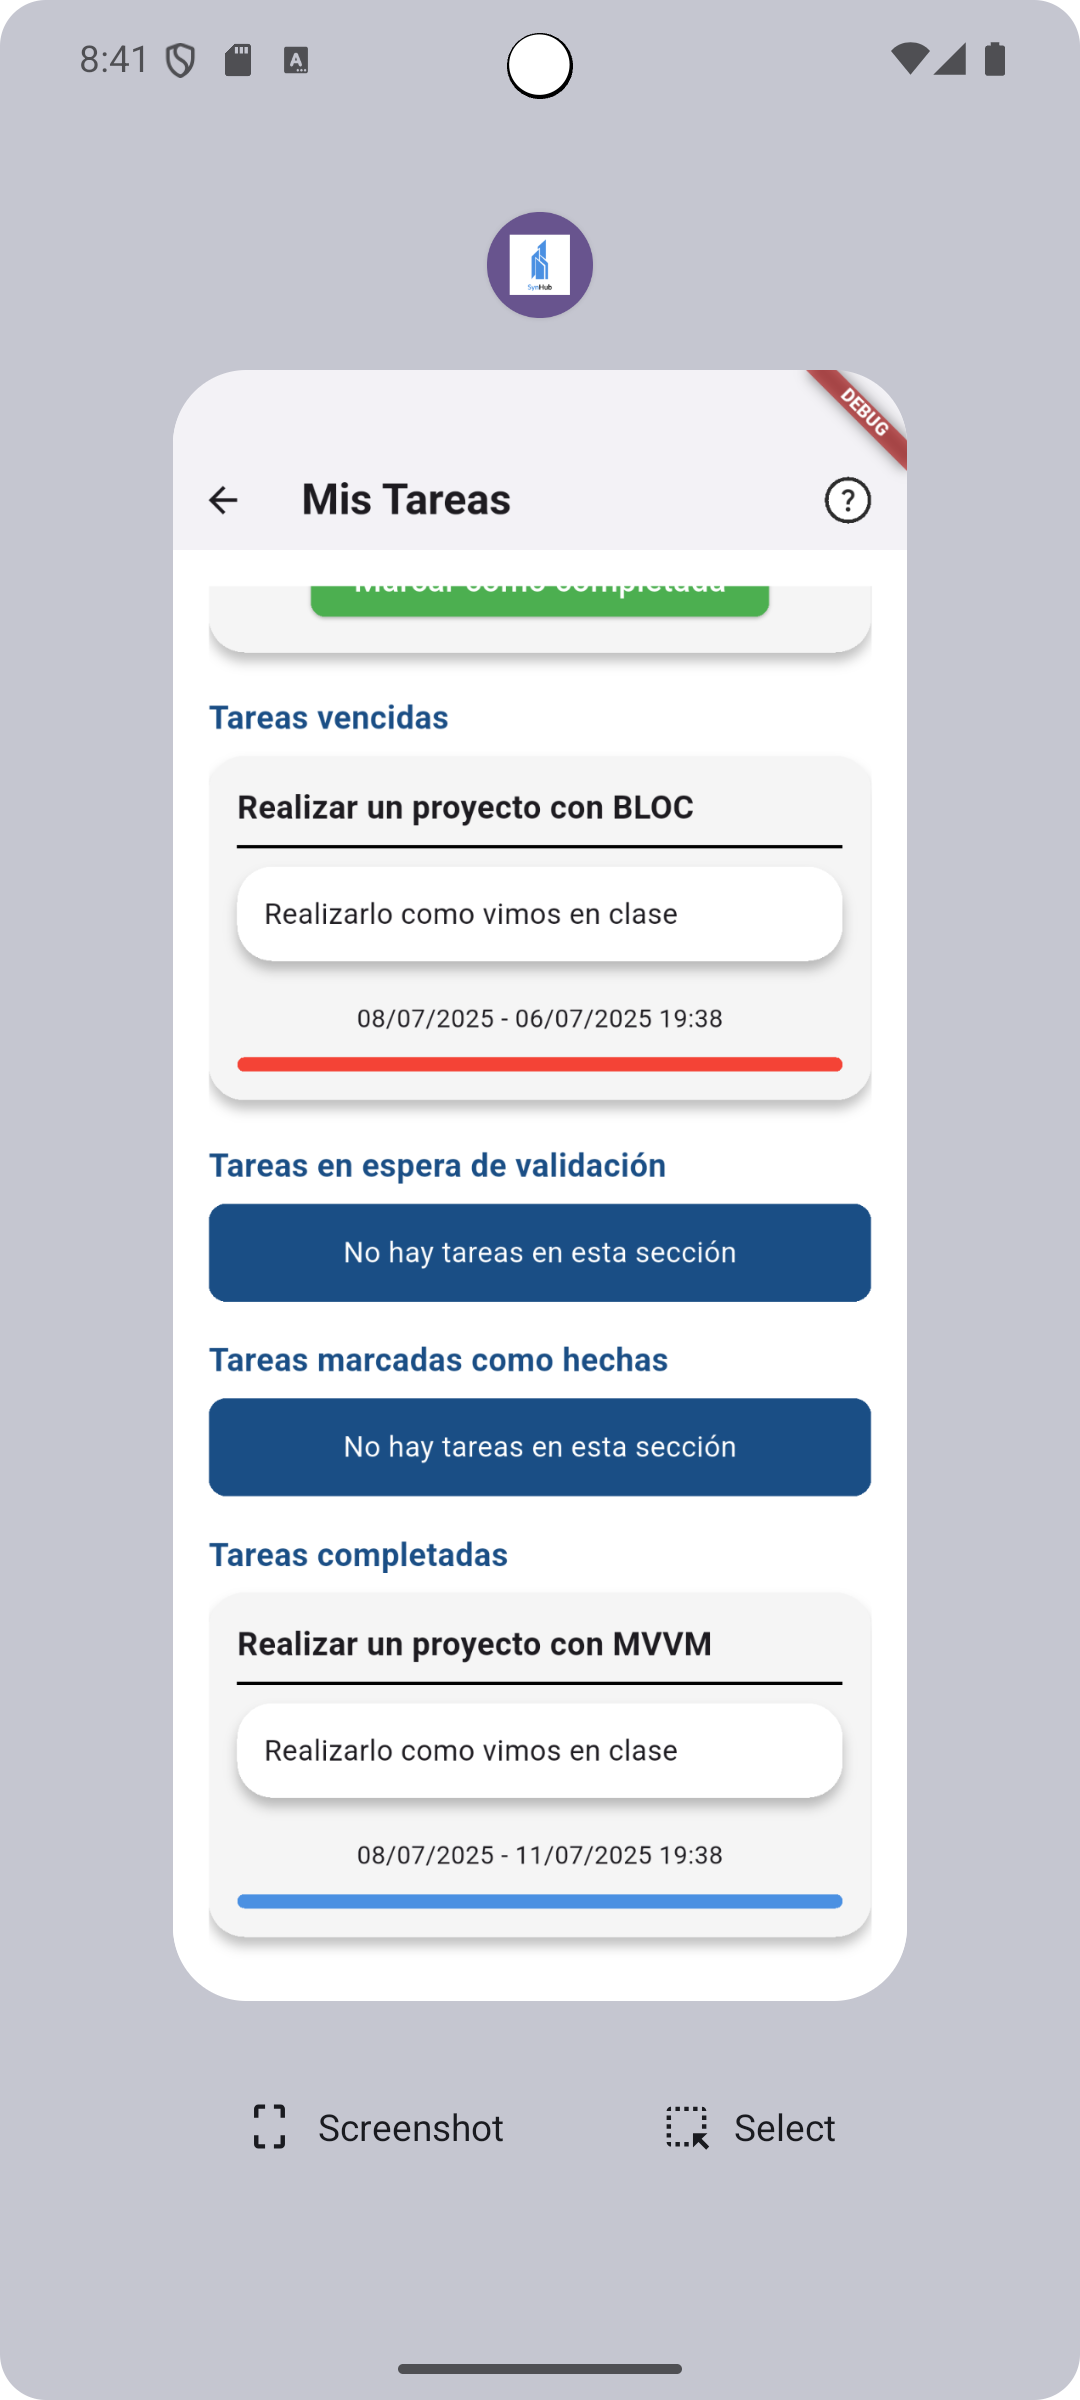 8:41
A
SynHub
DEBUG
Mis Tareas
?
Marcar como completada
Tareas vencidas
Realizar un proyecto con BLOC
Realizarlo como vimos en clase
08/07/2025 - 06/07/2025 19:38
Tareas en espera de validación
No hay tareas en esta sección
Tareas marcadas como hechas
No hay tareas en esta sección
Tareas completadas
Realizar un proyecto con MVVM
Realizarlo como vimos en clase
08/07/2025 - 11/07/2025 19:38
Screenshot
Select